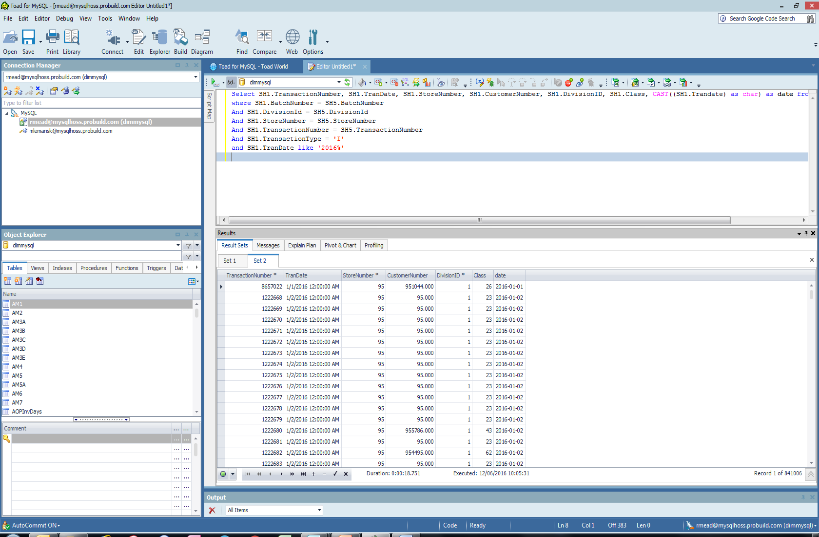 Toad for MySQL - [rmead@mysqlhoss.probuild.com Editor Untitled1*]
File Edit Editor Debug View Tools Window Help
Search Google Code Search
Open Save Print Library Connect Edit Explorer Build Diagram Find Compare Web Options
Connection Manager
rmead@mysqlhoss.probuild.com (dimmysql)
Type to filter list
MySQL
rmead@mysqlhoss.probuild.com (dimmysql)
Toad for MySQL - Toad World
Editor Untitled1*
dimmysql
Select SH1.TransactionNumber, SH1.TranDate, SH1.StoreNumber, SH1.CustomerNumber, SH1.DivisionID, SH1.Class, CAST((SH1.Trandate) as char) as date fro
where SH1.BatchNumber = SH5.BatchNumber
And SH1.DivisionId = SH5.DivisionId
And SH1.StoreNumber = SH5.StoreNumber
And SH1.TransactionNumber = SH5.TransactionNumber
And SH1.TransactionType = 'I'
and SH1.TranDate like '2016%'
Object Explorer
dimmysql
Tables Views Indexes Procedures Functions Triggers Dat
Name
AM1
AM2
AM3A
AM3B
AM3C
AM3D
AM3E
AM4
AM5
AM5A
AM6
AM7
AOPInvDays
Comment
Results
Result Sets Messages Explain Plan Pivot & Chart Profiling
Set 1 Set 2
TransactionNumber * TranDate StoreNumber * CustomerNumber DivisionID * Class date
8657022 1/1/2016 12:00:00 AM 95 951044.000 1 26 2016-01-01
1222668 1/2/2016 12:00:00 AM 95 95.000 1 23 2016-01-02
1222669 1/2/2016 12:00:00 AM 95 95.000 1 23 2016-01-02
1222670 1/2/2016 12:00:00 AM 95 95.000 1 23 2016-01-02
1222671 1/2/2016 12:00:00 AM 95 95.000 1 23 2016-01-02
1222672 1/2/2016 12:00:00 AM 95 95.000 1 23 2016-01-02
1222673 1/2/2016 12:00:00 AM 95 95.000 1 23 2016-01-02
1222674 1/2/2016 12:00:00 AM 95 95.000 1 23 2016-01-02
1222675 1/2/2016 12:00:00 AM 95 95.000 1 23 2016-01-02
1222676 1/2/2016 12:00:00 AM 95 95.000 1 23 2016-01-02
1222677 1/2/2016 12:00:00 AM 95 95.000 1 23 2016-01-02
1222678 1/2/2016 12:00:00 AM 95 95.000 1 23 2016-01-02
1222679 1/2/2016 12:00:00 AM 95 95.000 1 23 2016-01-02
1222680 1/2/2016 12:00:00 AM 95 955786.000 1 43 2016-01-02
1222681 1/2/2016 12:00:00 AM 95 95.000 1 23 2016-01-02
1222682 1/2/2016 12:00:00 AM 95 954495.000 1 62 2016-01-02
1222683 1/2/2016 12:00:00 AM 95 95.000 1 23 2016-01-02
Duration: 0:00:18.751 Executed: 12/06/2016 10:05:31 Record 1 of 841006
Output
All Items
AutoCommit ON Code Ready Ln 8 Col 1 Off 383 Len 0 rmead@mysqlhoss.probuild.com (dimmysql)